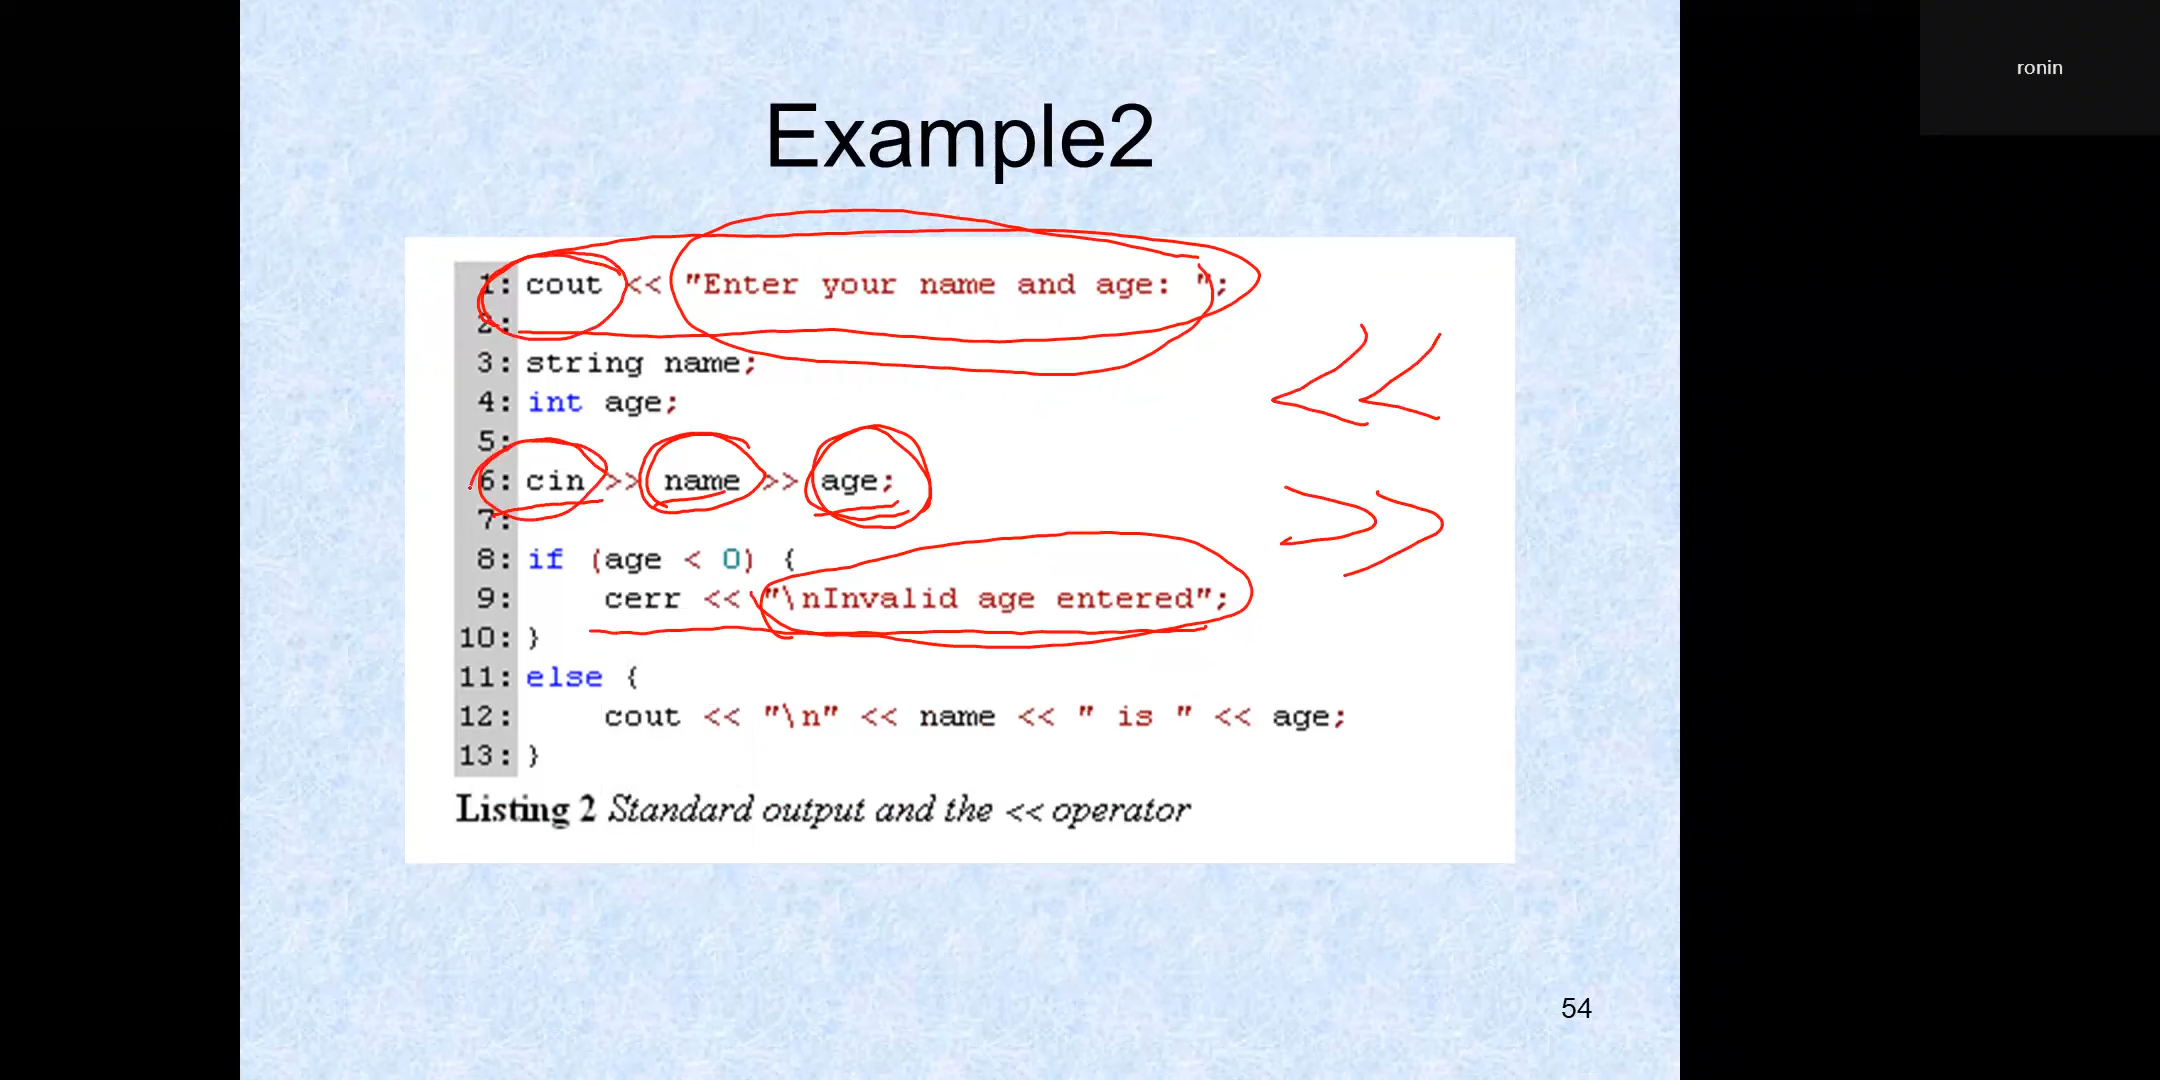 ronin
Example2
1: cout << "Enter your name and age: ";
2:
3: string name;
4: int age;
5:
6: cin >> name >> age;
7:
8: if (age < 0) {
9:     cerr << "\nInvalid age entered";
10: }
11: else {
12:     cout << "\n" << name << " is " << age;
13: }
<<
>>
Listing 2 Standard output and the << operator
54